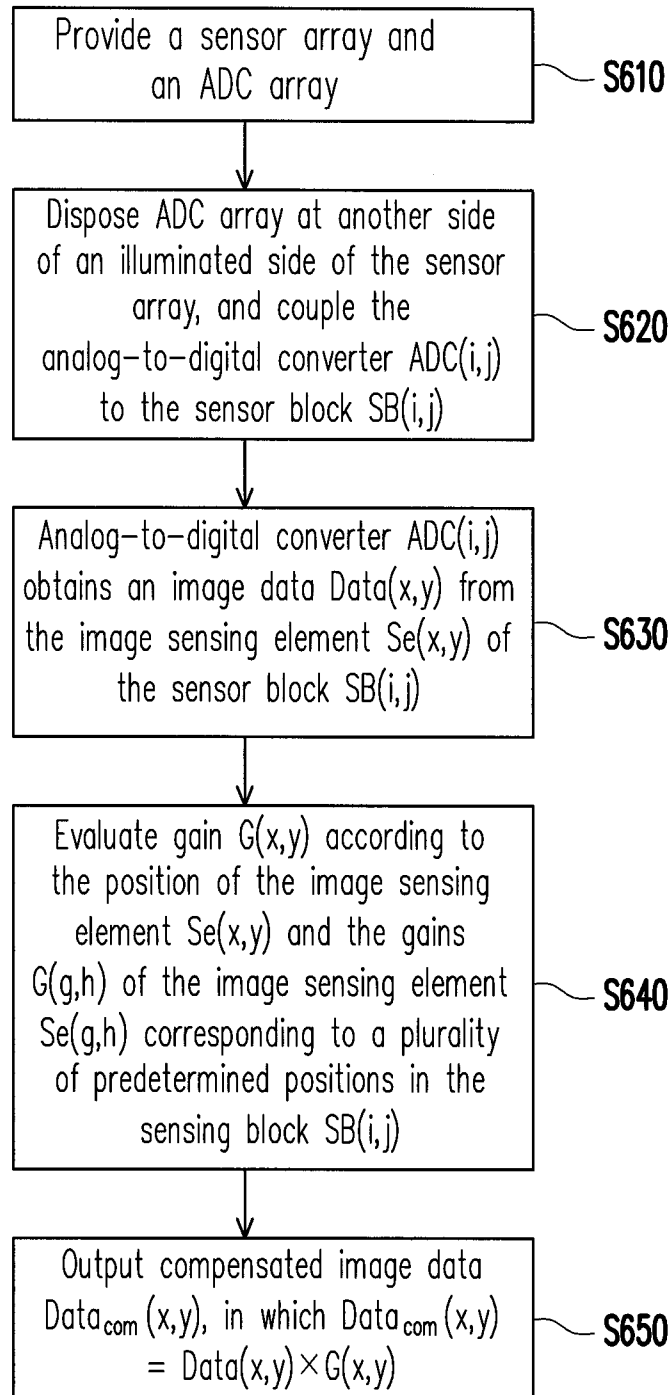 Provide a sensor array and
an ADC array
S610
Dispose ADC array at another side
of an illuminated side of the sensor
array, and couple the
analog-to-digital converter ADC(i,j)
to the sensor block SB(i,j)
S620
Analog-to-digital converter ADC(i,j)
obtains an image data Data(x,y) from
the image sensing element Se(x,y) of
the sensor block SB(i,j)
S630
Evaluate gain G(x,y) according to
the position of the image sensing
element Se(x,y) and the gains
G(g,h) of the image sensing element
Se(g,h) corresponding to a plurality
of predetermined positions in the
sensing block SB(i,j)
S640
Output compensated image data
Data_com (x,y), in which Data_com (x,y)
= Data(x,y)×G(x,y)
S650